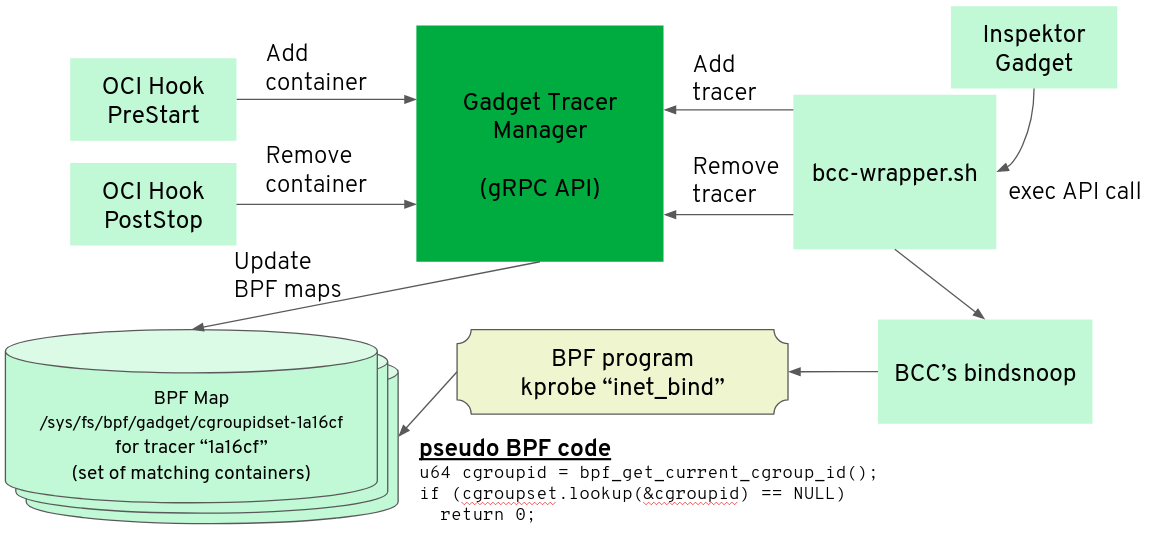 OCI Hook
PreStart
Add
container
OCI Hook
PostStop
Remove
container
Gadget Tracer
Manager
(gRPC API)
Add
tracer
Remove
tracer
Inspektor
Gadget
bcc-wrapper.sh
exec API call
Update
BPF maps
BPF Map
/sys/fs/bpf/gadget/cgroupidset-1a16cf
for tracer “1a16cf”
(set of matching containers)
BPF program
kprobe “inet_bind”
BCC’s bindsnoop
pseudo BPF code
u64 cgroupid = bpf_get_current_cgroup_id();
if (cgroupset.lookup(&cgroupid) == NULL)
  return 0;